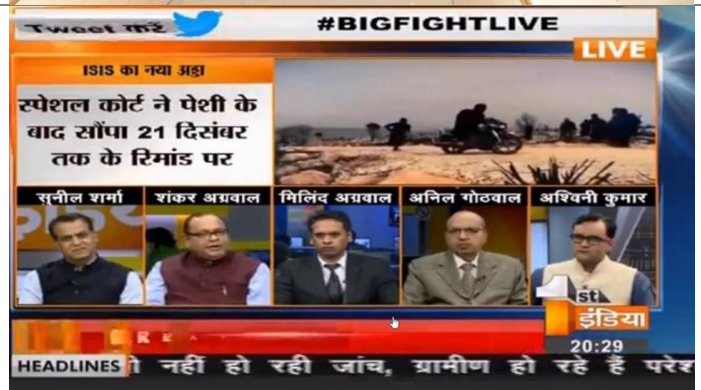 Tweet करें
#BIGFIGHTLIVE
LIVE
ISIS का नया अड्डा
स्पेशल कोर्ट ने पेशी के
बाद सौंपा 21 दिसंबर
तक के रिमांड पर
सुनील शर्मा
शंकर अग्रवाल
मिलिंद अग्रवाल
अनिल गोठवाल
अश्विनी कुमार
1st
इंडिया
20:29
HEADLINES
नहीं हो रही जांच, ग्रामीण हो रहे हैं